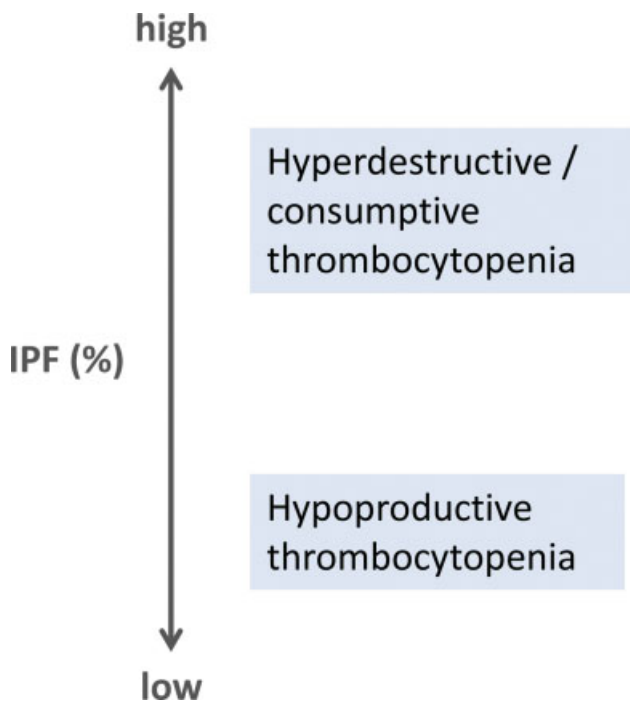 high
Hyperdestructive /
consumptive
thrombocytopenia
IPF (%)
Hypoproductive
thrombocytopenia
low